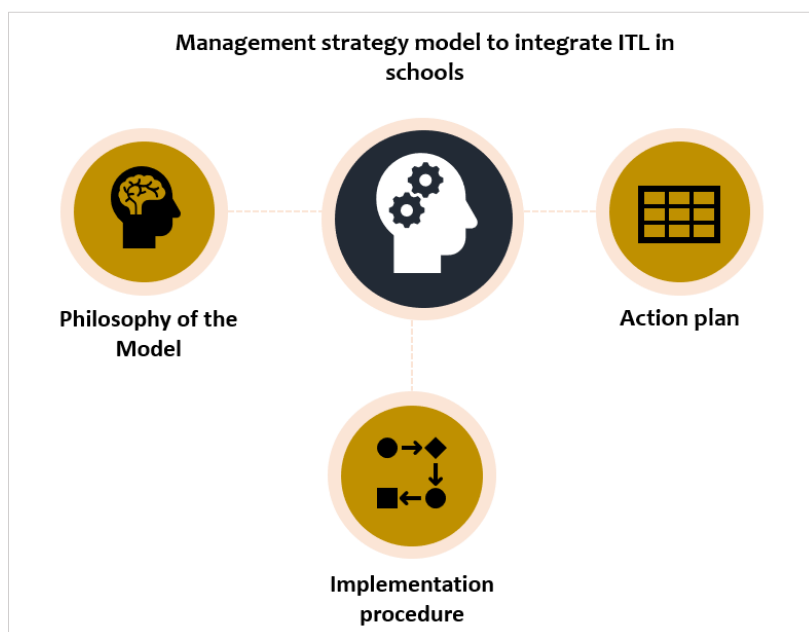 Management strategy model to integrate ITL in
schools
Philosophy of the
Model
Action plan
Implementation
procedure